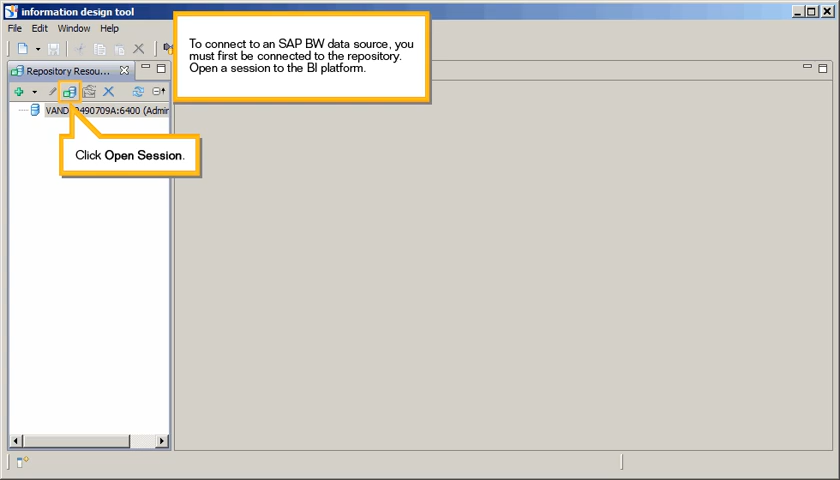 information design tool
File Edit Window Help
To connect to an SAP BW data source, you
must first be connected to the repository.
Open a session to the BI platform.
Repository Resou...
Click Open Session.